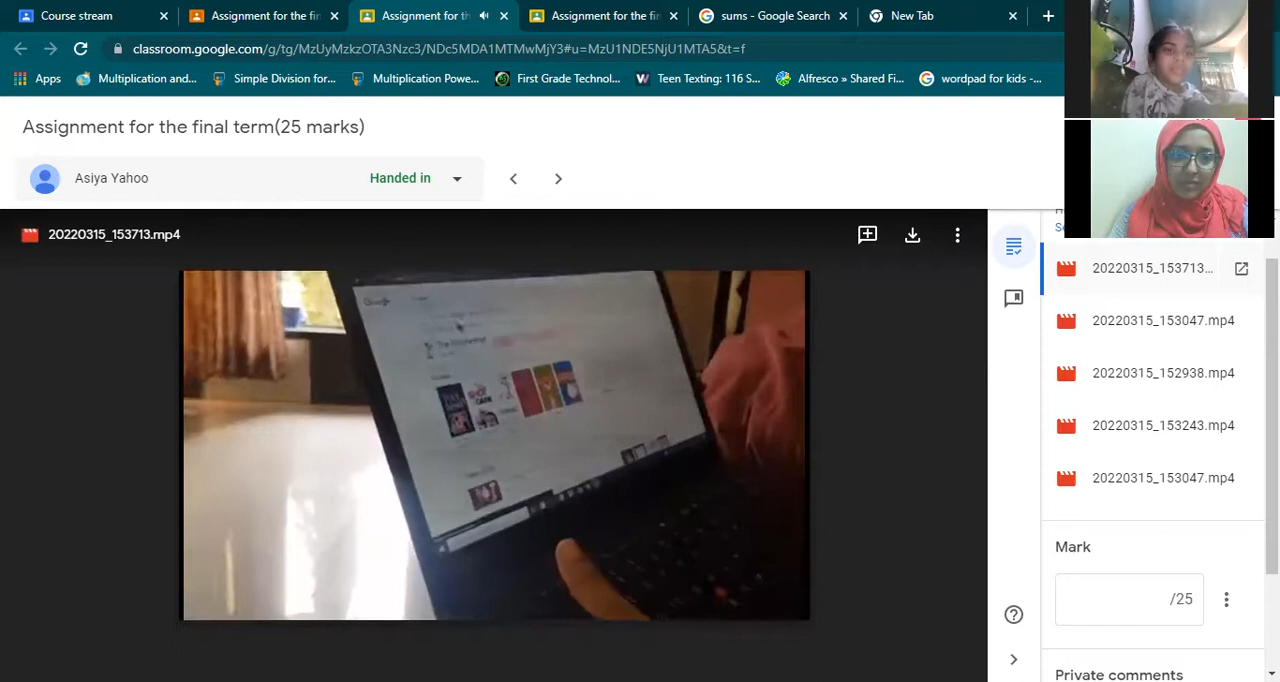 Course stream
Assignment for the fin
Assignment for th
Assignment for the fin
sums - Google Search
New Tab
classroom.google.com/g/tg/MzUyMzkzOTA3Nzc3/NDc5MDA1MTMwMjY3#u=MzU1NDE5NjU1MTA5&t=f
Apps
Multiplication and...
Simple Division for...
Multiplication Powe...
First Grade Technol...
Teen Texting: 116 S...
Alfresco » Shared Fi...
wordpad for kids -...
Assignment for the final term(25 marks)
Asiya Yahoo
Handed in
20220315_153713.mp4
20220315_153713...
20220315_153047.mp4
20220315_152938.mp4
20220315_153243.mp4
20220315_153047.mp4
Mark
/25
Private comments